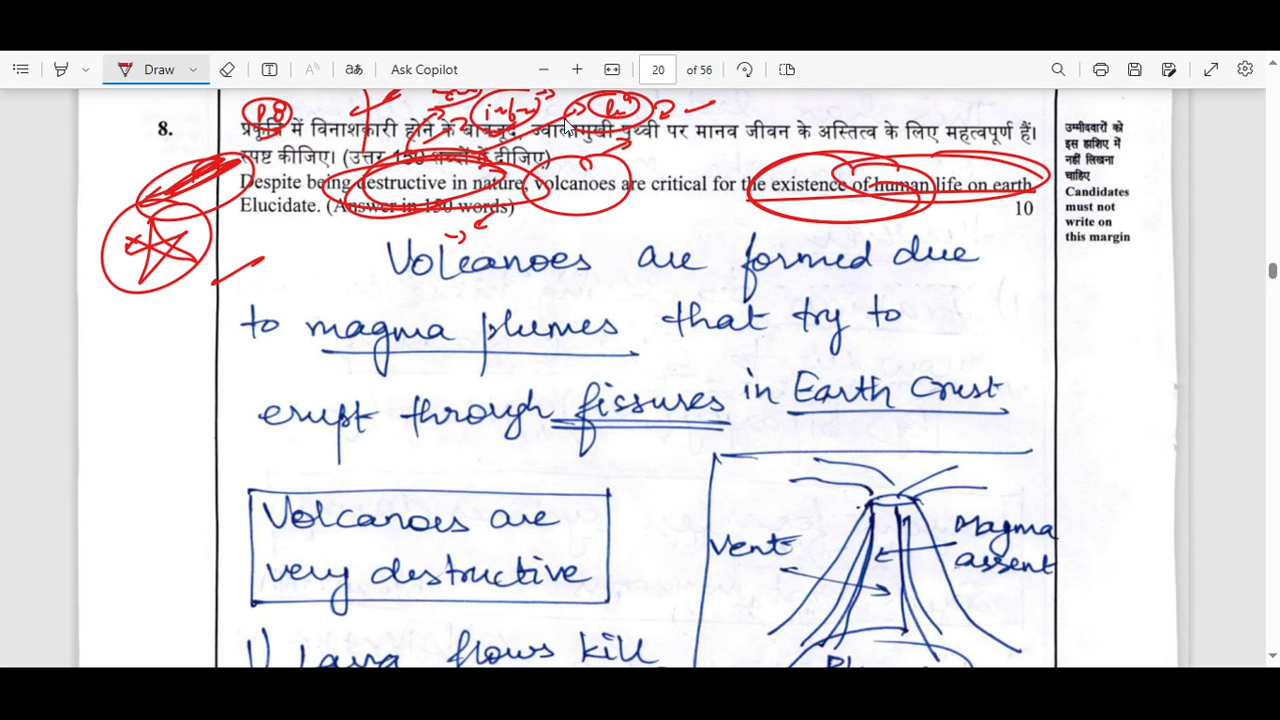 Draw
Ask Copilot
20 of 56
8.
प्रकृति में विनाशकारी होने के बावजूद, ज्वालामुखी पृथ्वी पर मानव जीवन के अस्तित्व के लिए महत्वपूर्ण हैं।
स्पष्ट कीजिए। (उत्तर 150 शब्दों में दीजिए)
Despite being destructive in nature, volcanoes are critical for the existence of human life on earth.
Elucidate. (Answer in 150 words) 10
उम्मीदवारों को
इस हाशिए में
नहीं लिखना
चाहिए
Candidates
must not
write on
this margin
Volcanoes are formed due
to magma plumes that try to
erupt through fissures in Earth Crust
Volcanoes are
very destructive
Vent
Magma
assent
1) Lava flows kill